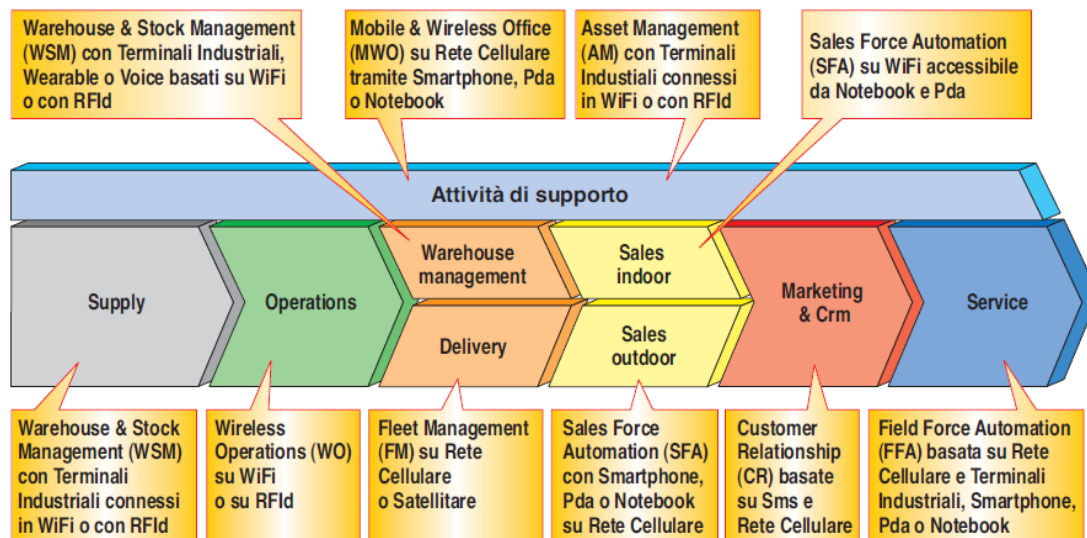 Warehouse & Stock Management
(WSM) con Terminali Industriali,
Wearable o Voice basati su WiFi
o con RFId
Mobile & Wireless Office
(MWO) su Rete Cellulare
tramite Smartphone, Pda
o Notebook
Asset Management
(AM) con Terminali
Industiali connessi
in WiFi o con RFId
Sales Force Automation
(SFA) su WiFi accessibile
da Notebook e Pda
Attività di supporto
Supply
Operations
Warehouse
management
Delivery
Sales
indoor
Sales
outdoor
Marketing
& Crm
Service
Warehouse & Stock
Management (WSM)
con Terminali
Industriali connessi
in WiFi o con RFId
Wireless
Operations (WO)
su WiFi
o su RFId
Fleet Management
(FM) su Rete
Cellulare
o Satellitare
Sales Force
Automation (SFA)
con Smartphone,
Pda o Notebook
su Rete Cellulare
Customer
Relationship
(CR) basate
su Sms e
Rete Cellulare
Field Force Automation
(FFA) basata su Rete
Cellulare e Terminali
Industriali, Smartphone,
Pda o Notebook